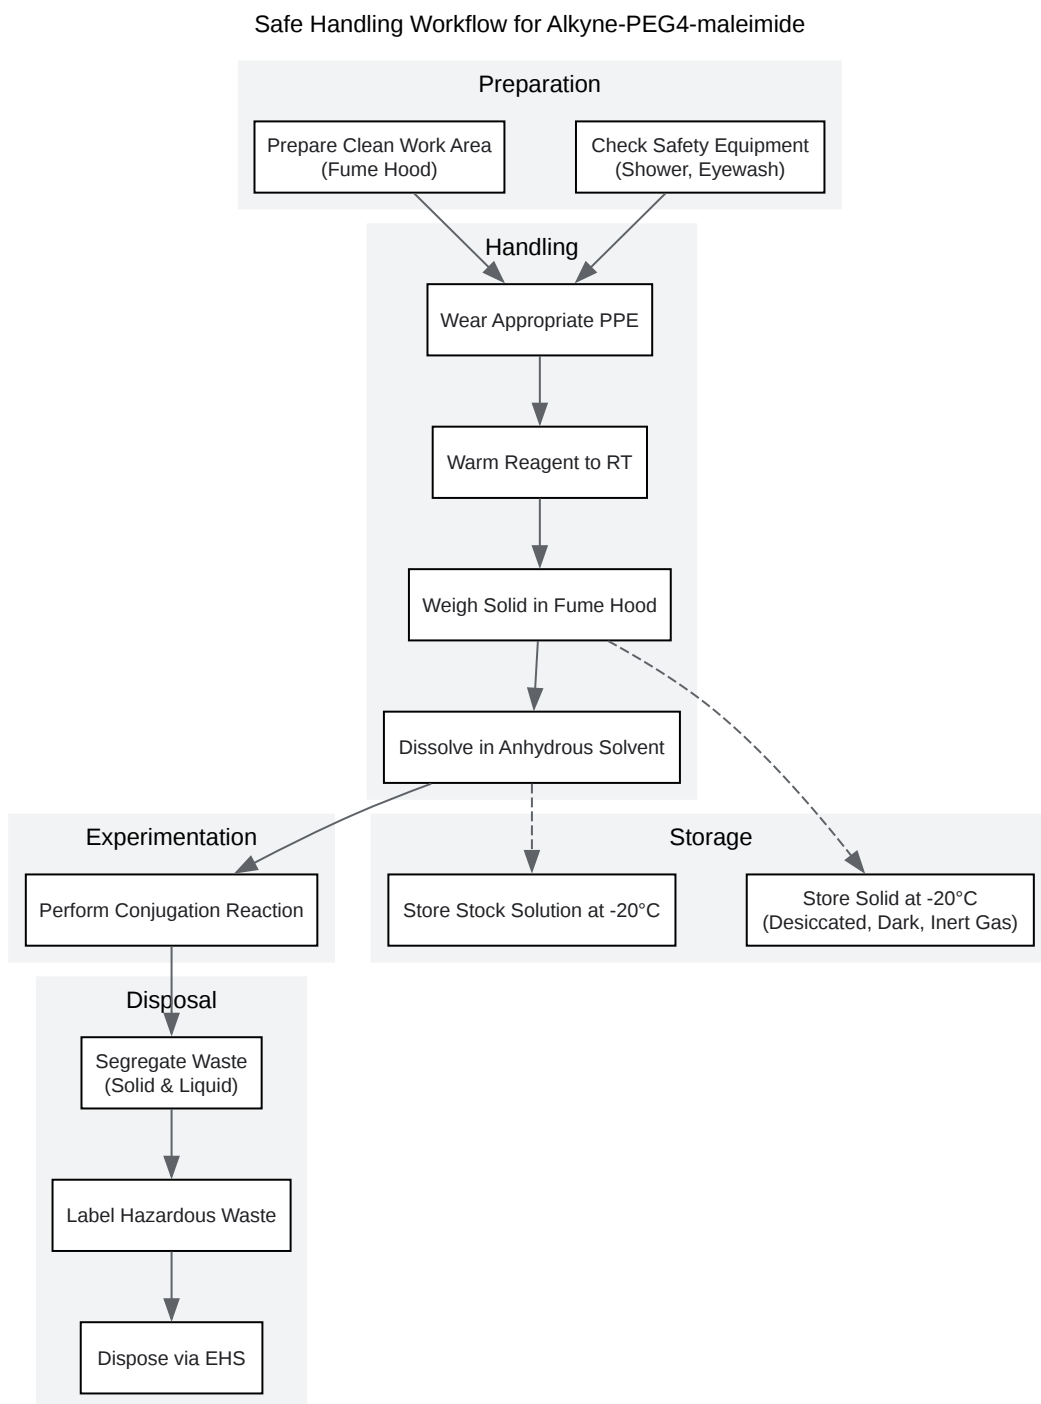 Safe Handling Workflow for Alkyne-PEG4-maleimide
Preparation
Prepare Clean Work Area
(Fume Hood)
Check Safety Equipment
(Shower, Eyewash)
Handling
Wear Appropriate PPE
Warm Reagent to RT
Weigh Solid in Fume Hood
Dissolve in Anhydrous Solvent
Experimentation
Perform Conjugation Reaction
Storage
Store Stock Solution at -20°C
Store Solid at -20°C
(Desiccated, Dark, Inert Gas)
Disposal
Segregate Waste
(Solid & Liquid)
Label Hazardous Waste
Dispose via EHS